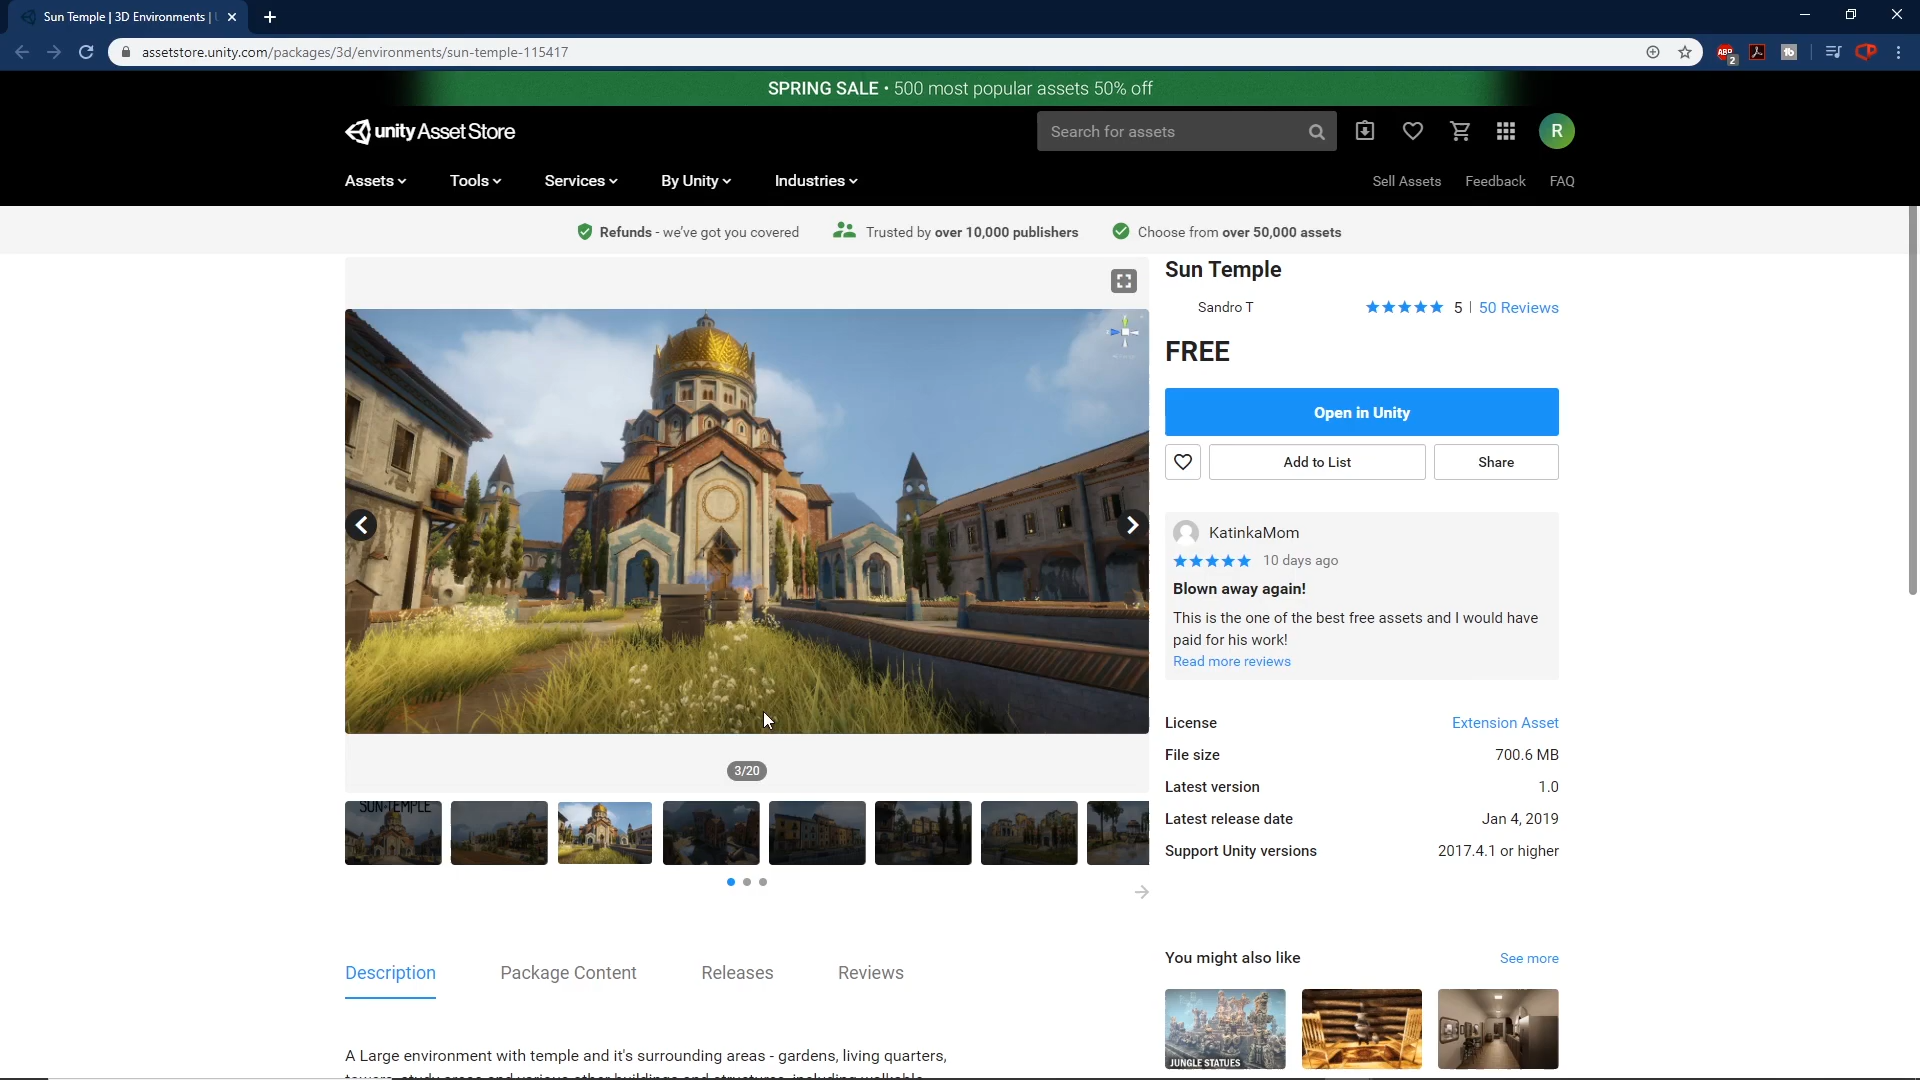 Sun Temple | 3D Environments |
assetstore.unity.com/packages/3d/environments/sun-temple-115417
ABP
2
SPRING SALE • 500 most popular assets 50% off
unity Asset Store
Search for assets
R
Assets
Tools
Services
By Unity
Industries
Sell Assets
Feedback
FAQ
Refunds - we've got you covered
Trusted by over 10,000 publishers
Choose from over 50,000 assets
Sun Temple
Sandro T
5 | 50 Reviews
FREE
Open in Unity
Add to List
Share
KatinkaMom
10 days ago
Blown away again!
This is the one of the best free assets and I would have
paid for his work!
Read more reviews
License
Extension Asset
File size
700.6 MB
Latest version
1.0
Latest release date
Jan 4, 2019
Support Unity versions
2017.4.1 or higher
3/20
SUN TEMPLE
Description
Package Content
Releases
Reviews
A Large environment with temple and it's surrounding areas - gardens, living quarters,
You might also like
See more
JUNGLE STATUES